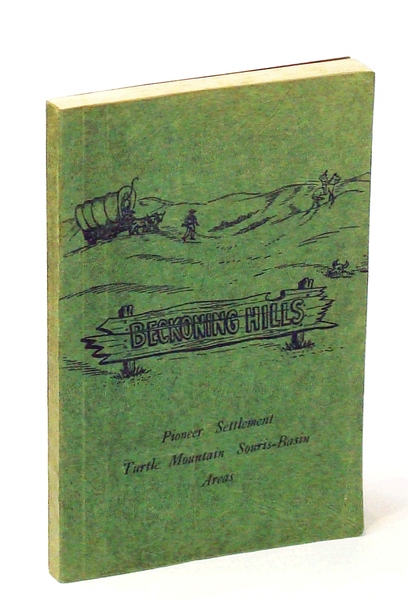 BECKONING HILLS
Pioneer Settlement
Turtle Mountain Souris-Basin
Areas